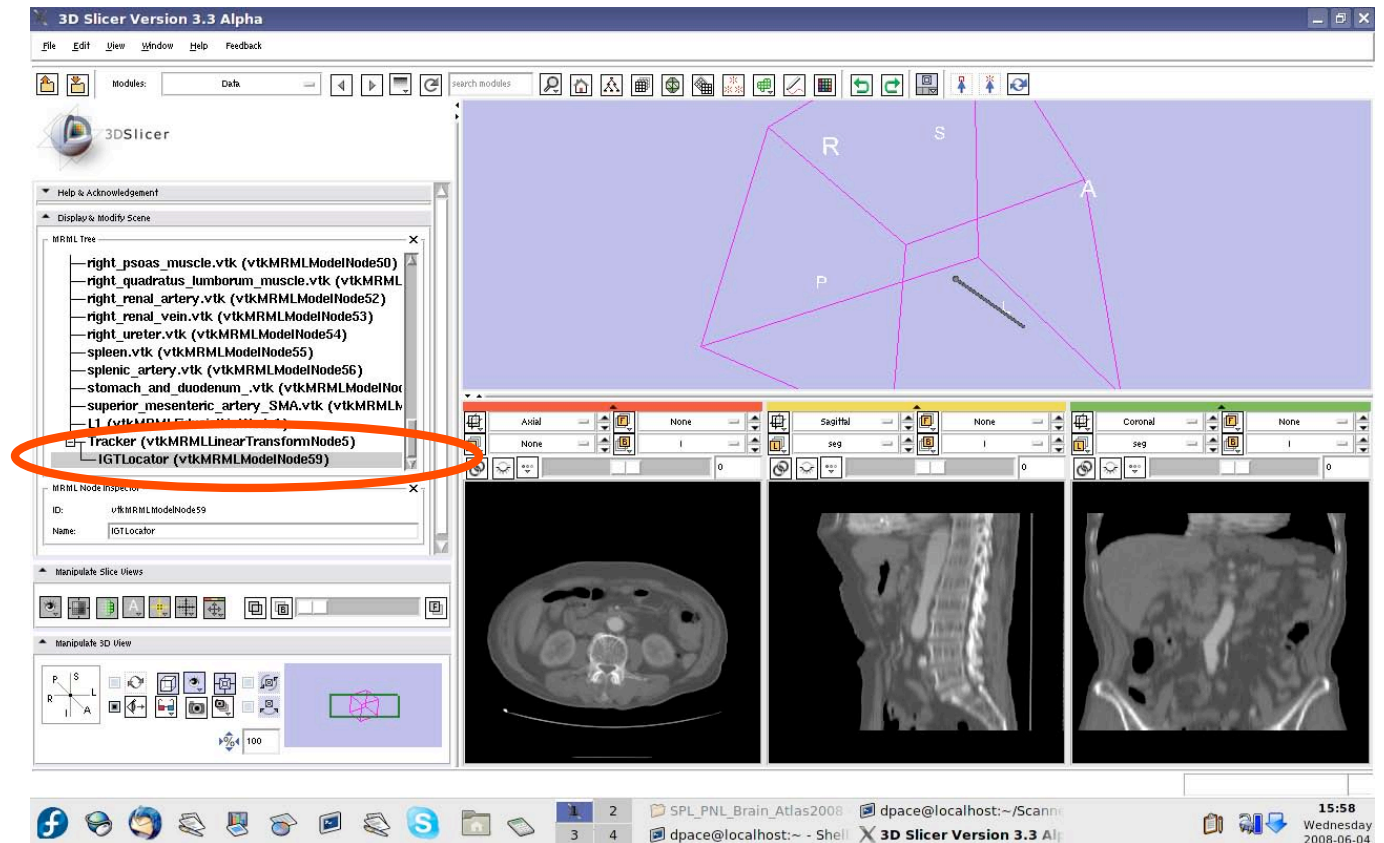 3D Slicer Version 3.3 Alpha
File Edit View Window Help Feedback
Modules: Data search modules
3DSlicer
Help & Acknowledgement
Display & Modify Scene
MRML Tree
right_psoas_muscle.vtk (vtkMRMLModelNode50)
right_quadratus_lumborum_muscle.vtk (vtkMRML
right_renal_artery.vtk (vtkMRMLModelNode52)
right_renal_vein.vtk (vtkMRMLModelNode53)
right_ureter.vtk (vtkMRMLModelNode54)
spleen.vtk (vtkMRMLModelNode55)
splenic_artery.vtk (vtkMRMLModelNode56)
stomach_and_duodenum_.vtk (vtkMRMLModelNod
superior_mesenteric_artery_SMA.vtk (vtkMRMLM
L1
Tracker (vtkMRMLLinearTransformNode5)
IGTLocator (vtkMRMLModelNode59)
MRML Node Inspector
ID: vtkMRMLModelNode59
Name: IGTLocator
Manipulate Slice Views
Manipulate 3D View
P S
R L
I A
% 100
R S
A
P
L
Axial F None
None B I
0
Sagittal F None
L seg B I
0
Coronal F None
L seg B I
0
1 2
3 4
SPL_PNL_Brain_Atlas2008
dpace@localhost:~/Scann
dpace@localhost:~ - Shell
3D Slicer Version 3.3 Al
15:58
Wednesday
2008-06-04